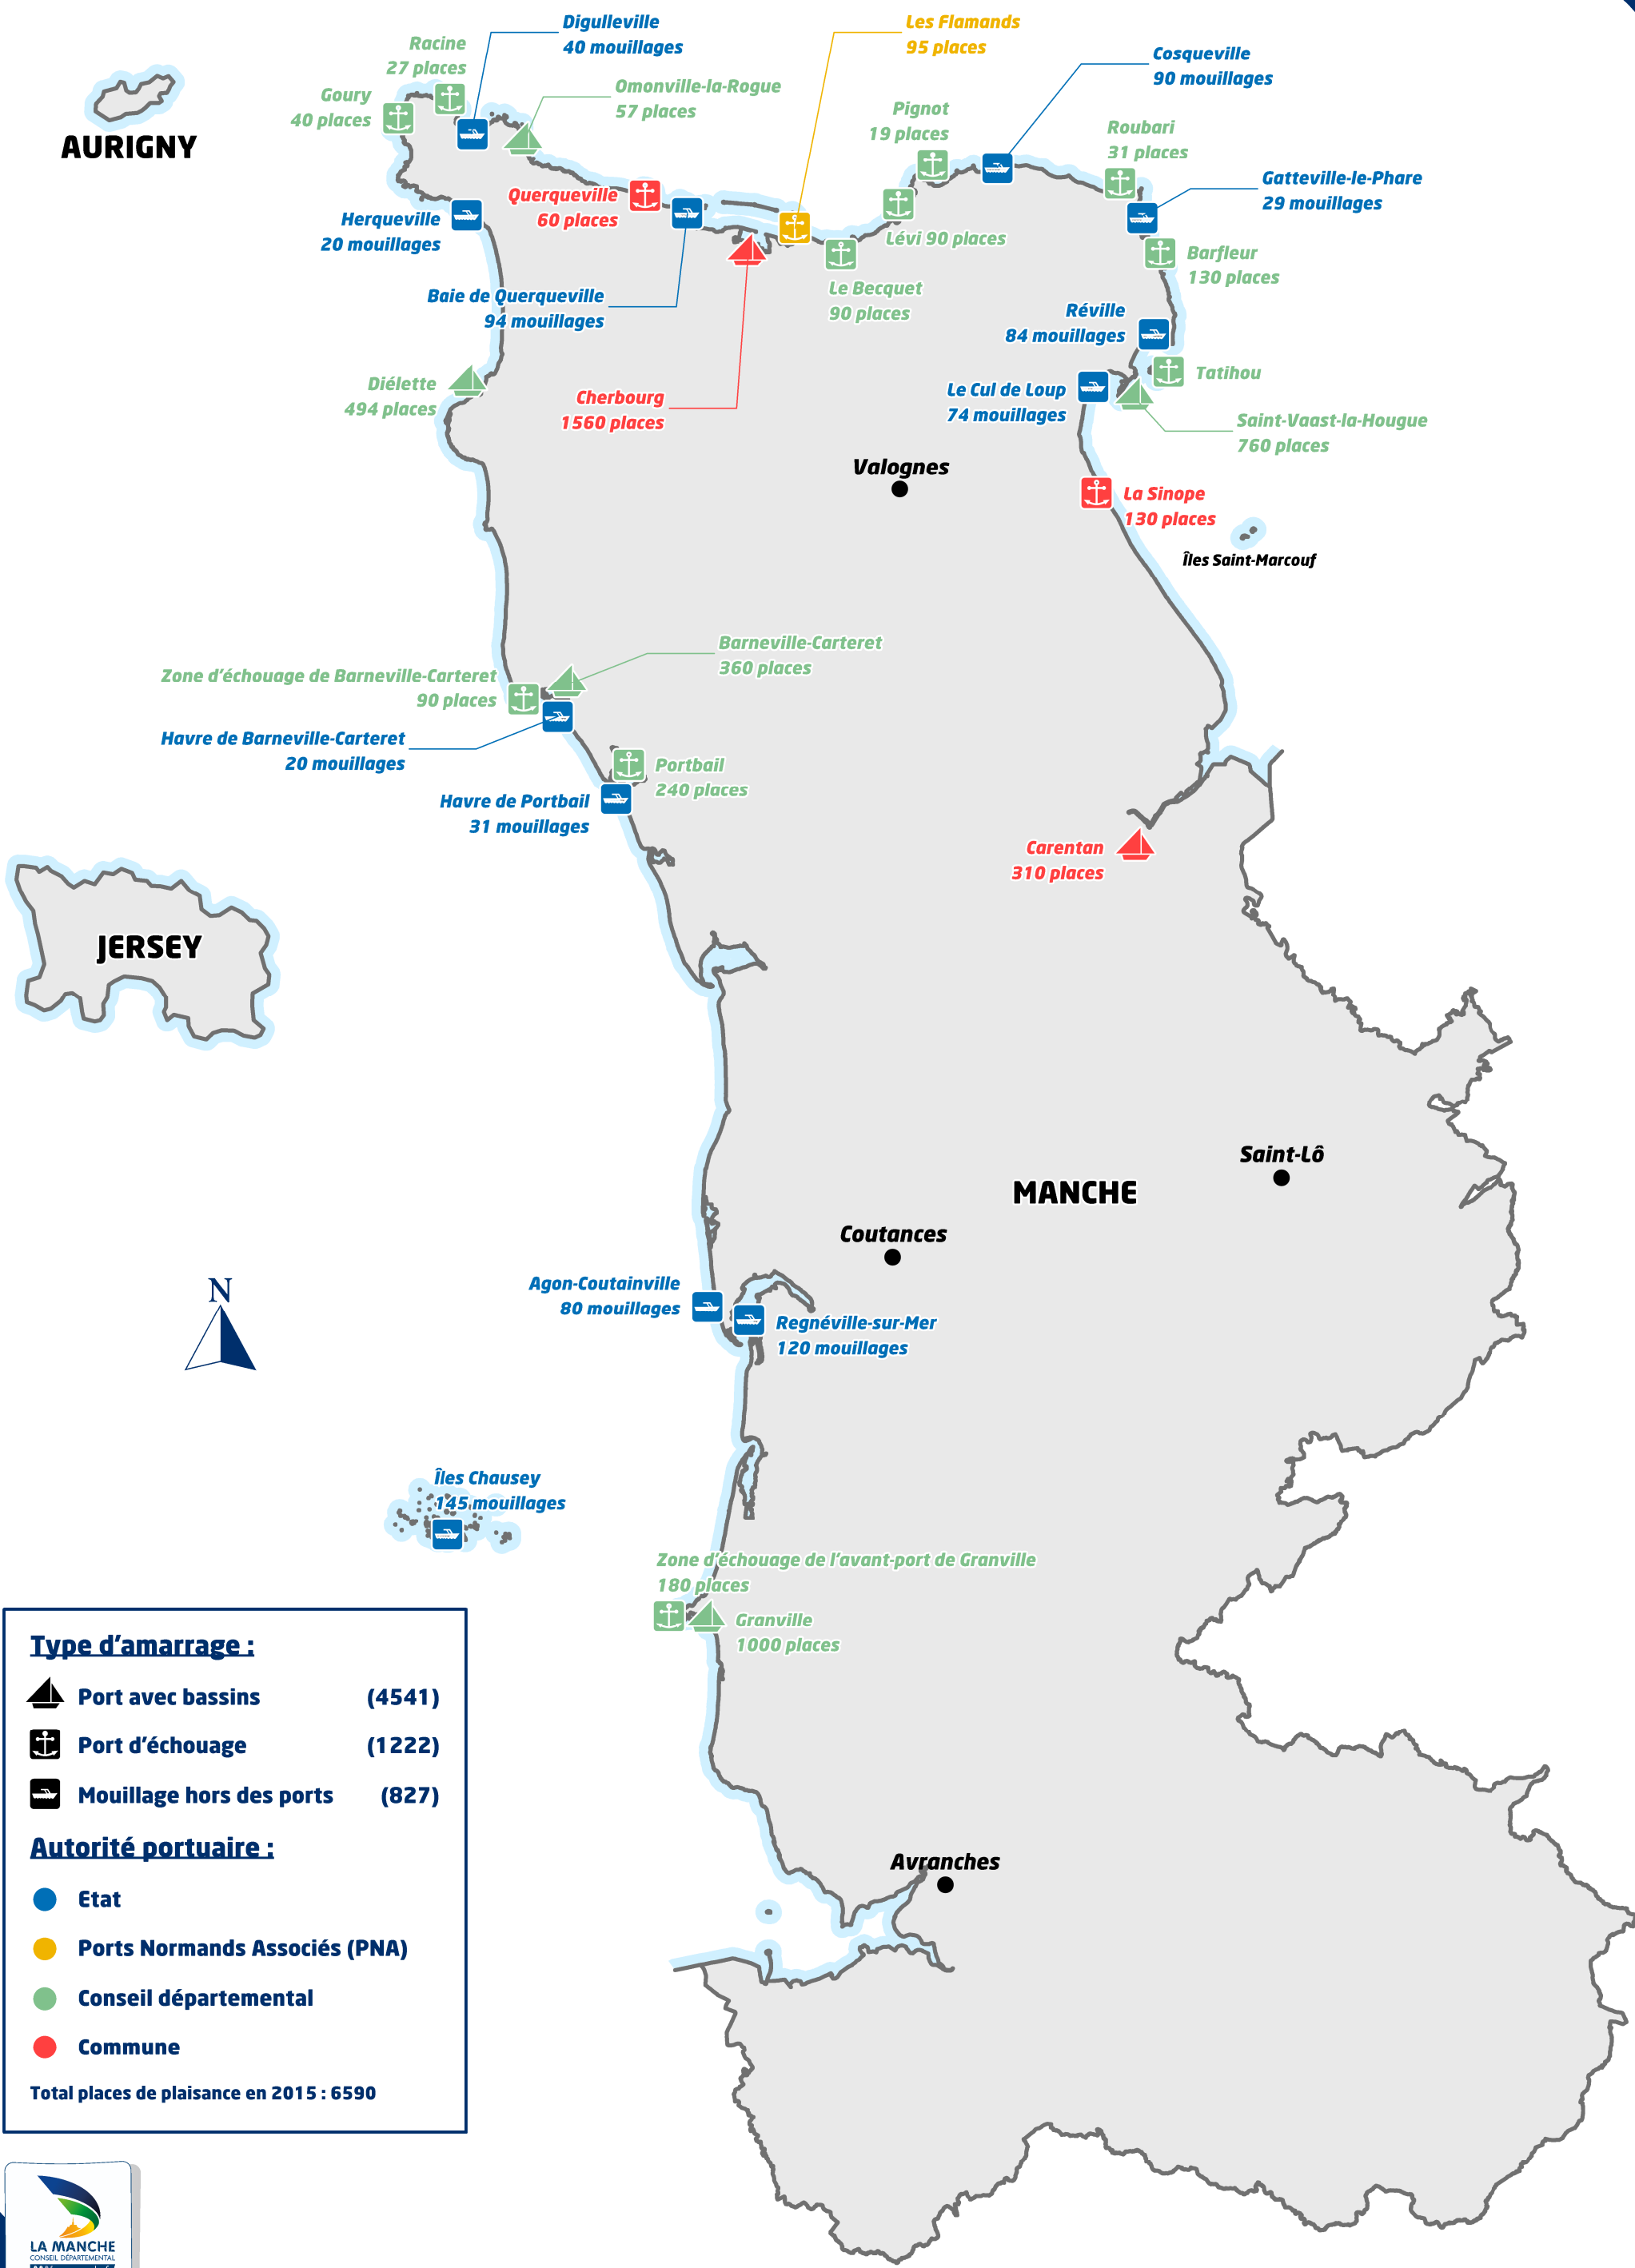 Digulleville
40 mouillages
Les Flamands
95 places
Racine
27 places
Cosqueville
90 mouillages
Omonville-la-Rogue
57 places
Goury
40 places
Pignot
19 places
Roubari
31 places
AURIGNY
Gatteville-le-Phare
29 mouillages
Querqueville
60 places
Herqueville
20 mouillages
Lévi 90 places
Barfleur
130 places
Le Becquet
90 places
Baie de Querqueville
94 mouillages
Réville
84 mouillages
Tatihou
Diélette
494 places
Le Cul de Loup
74 mouillages
Cherbourg
1560 places
Saint-Vaast-la-Hougue
760 places
Valognes
La Sinope
130 places
Îles Saint-Marcouf
Barneville-Carteret
360 places
Zone d'échouage de Barneville-Carteret
90 places
Havre de Barneville-Carteret
20 mouillages
Portbail
240 places
Havre de Portbail
31 mouillages
Carentan
310 places
JERSEY
Saint-Lô
MANCHE
Coutances
Agon-Coutainville
80 mouillages
Regnéville-sur-Mer
120 mouillages
N
Îles Chausey
145 mouillages
Zone d'échouage de l'avant-port de Granville
180 places
Granville
1000 places
Avranches
Type d'amarrage :
Port avec bassins (4541)
Port d'échouage (1222)
Mouillage hors des ports (827)
Autorité portuaire :
Etat
Ports Normands Associés (PNA)
Conseil départemental
Commune
Total places de plaisance en 2015 : 6590
LA MANCHE
CONSEIL DÉPARTEMENTAL